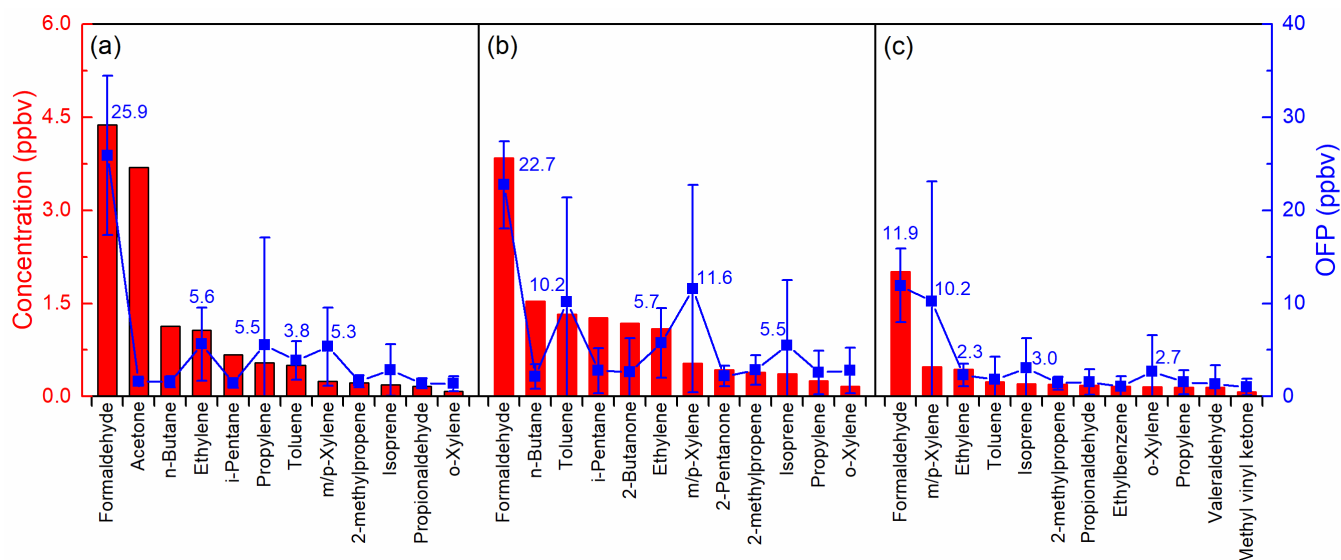 6.0
4.5
3.0
1.5
0.0
Concentration (ppbv)
(a)
25.9
5.6
5.5
3.8
5.3
Formaldehyde
Acetone
n-Butane
Ethylene
i-Pentane
Propylene
Toluene
m/p-Xylene
2-methylpropene
Isoprene
Propionaldehyde
o-Xylene
(b)
22.7
10.2
5.7
11.6
5.5
Formaldehyde
n-Butane
Toluene
i-Pentane
2-Butanone
Ethylene
m/p-Xylene
2-Pentanone
2-methylpropene
Isoprene
Propylene
o-Xylene
(c)
11.9
10.2
2.3
3.0
2.7
Formaldehyde
m/p-Xylene
Ethylene
Toluene
Isoprene
2-methylpropene
Propionaldehyde
Ethylbenzene
o-Xylene
Propylene
Valeraldehyde
Methyl vinyl ketone
40
30
20
10
0
OFP (ppbv)